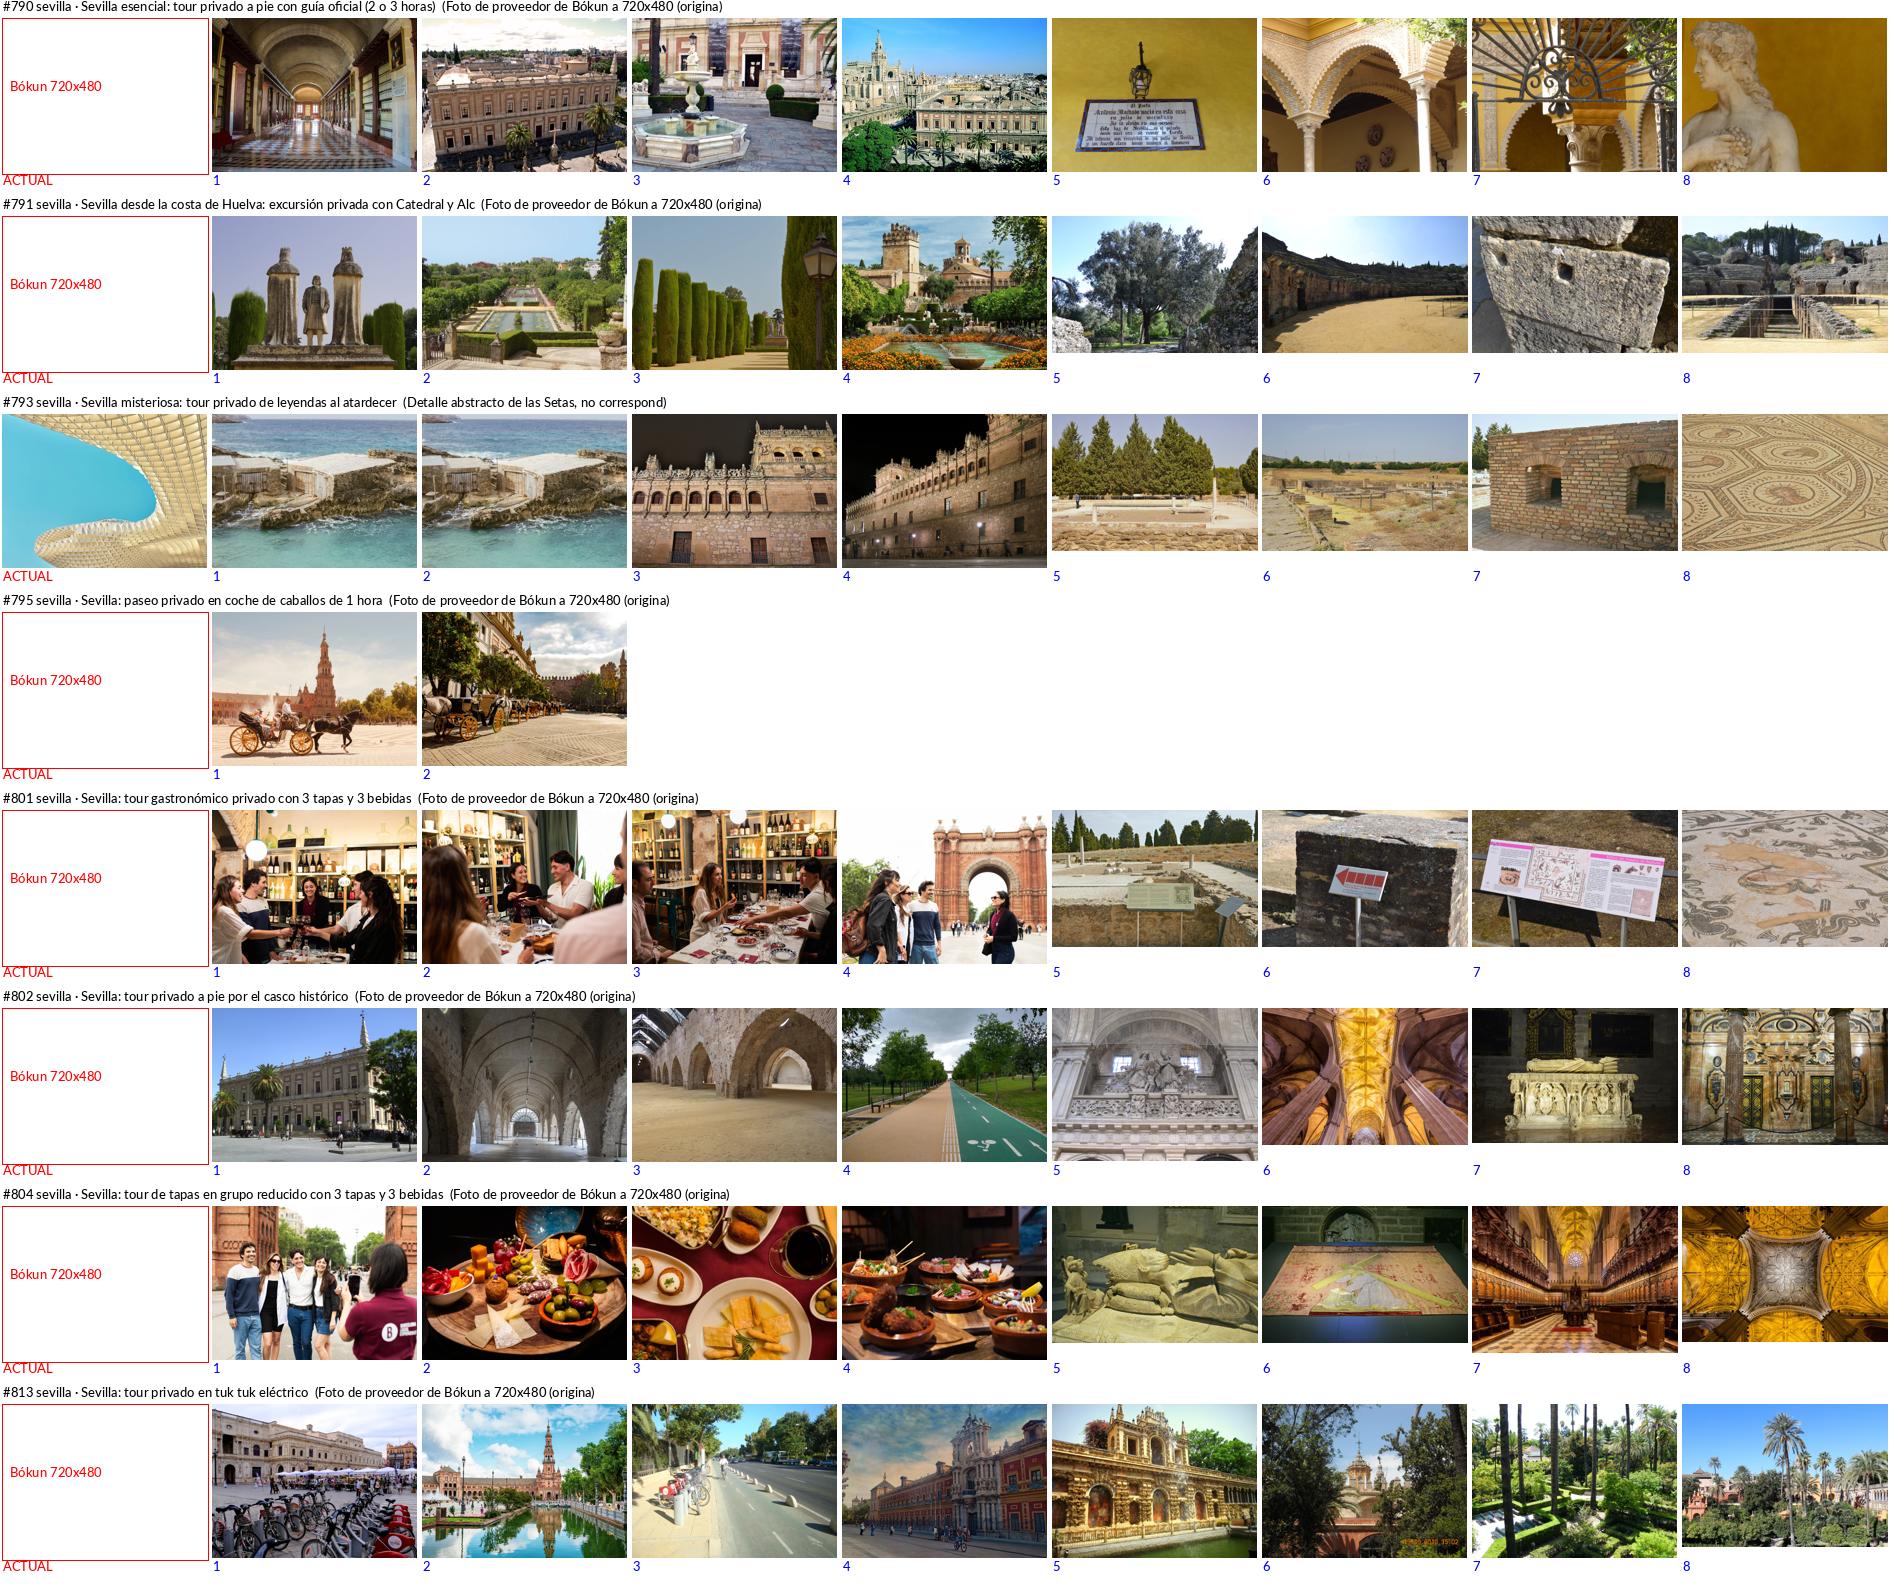 #790 sevilla · Sevilla esencial: tour privado a pie con guía oficial (2 o 3 horas)  (Foto de proveedor de Bókun a 720x480 (origina)
Bókun 720x480
ACTUAL
1
2
3
4
5
6
7
8
#791 sevilla · Sevilla desde la costa de Huelva: excursión privada con Catedral y Alc  (Foto de proveedor de Bókun a 720x480 (origina)
Bókun 720x480
ACTUAL
1
2
3
4
5
6
7
8
#793 sevilla · Sevilla misteriosa: tour privado de leyendas al atardecer  (Detalle abstracto de las Setas, no correspond)
ACTUAL
1
2
3
4
5
6
7
8
#795 sevilla · Sevilla: paseo privado en coche de caballos de 1 hora  (Foto de proveedor de Bókun a 720x480 (origina)
Bókun 720x480
ACTUAL
1
2
#801 sevilla · Sevilla: tour gastronómico privado con 3 tapas y 3 bebidas  (Foto de proveedor de Bókun a 720x480 (origina)
Bókun 720x480
ACTUAL
1
2
3
4
5
6
7
8
#802 sevilla · Sevilla: tour privado a pie por el casco histórico  (Foto de proveedor de Bókun a 720x480 (origina)
Bókun 720x480
ACTUAL
1
2
3
4
5
6
7
8
#804 sevilla · Sevilla: tour de tapas en grupo reducido con 3 tapas y 3 bebidas  (Foto de proveedor de Bókun a 720x480 (origina)
Bókun 720x480
B
ACTUAL
1
2
3
4
5
6
7
8
#813 sevilla · Sevilla: tour privado en tuk tuk eléctrico  (Foto de proveedor de Bókun a 720x480 (origina)
Bókun 720x480
ACTUAL
1
2
3
4
5
6
7
8